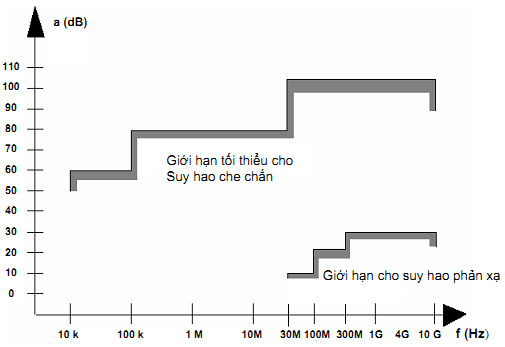 a (dB)
110
100
90
80
70
60
50
40
30
20
10
0
Giới hạn tối thiểu cho
Suy hao che chắn
Giới hạn cho suy hao phản xạ
10 k
100 k
1 M
10M
30M
100M
300M
1G
4G
10 G
f (Hz)